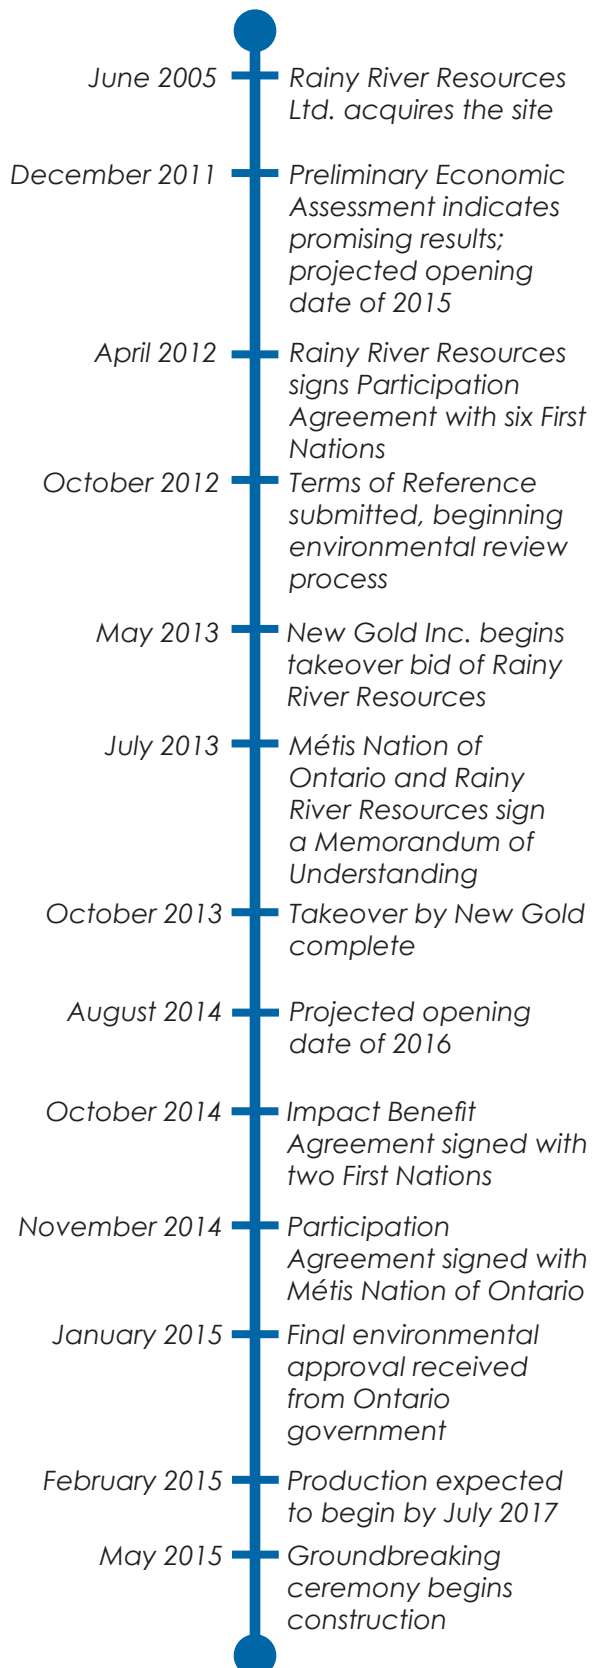 June 2005
Rainy River Resources
Ltd. acquires the site
December 2011
Preliminary Economic
Assessment indicates
promising results;
projected opening
date of 2015
April 2012
Rainy River Resources
signs Participation
Agreement with six First
Nations
October 2012
Terms of Reference
submitted, beginning
environmental review
process
May 2013
New Gold Inc. begins
takeover bid of Rainy
River Resources
July 2013
Métis Nation of
Ontario and Rainy
River Resources sign
a Memorandum of
Understanding
October 2013
Takeover by New Gold
complete
August 2014
Projected opening
date of 2016
October 2014
Impact Benefit
Agreement signed with
two First Nations
November 2014
Participation
Agreement signed with
Métis Nation of Ontario
January 2015
Final environmental
approval received
from Ontario
government
February 2015
Production expected
to begin by July 2017
May 2015
Groundbreaking
ceremony begins
construction